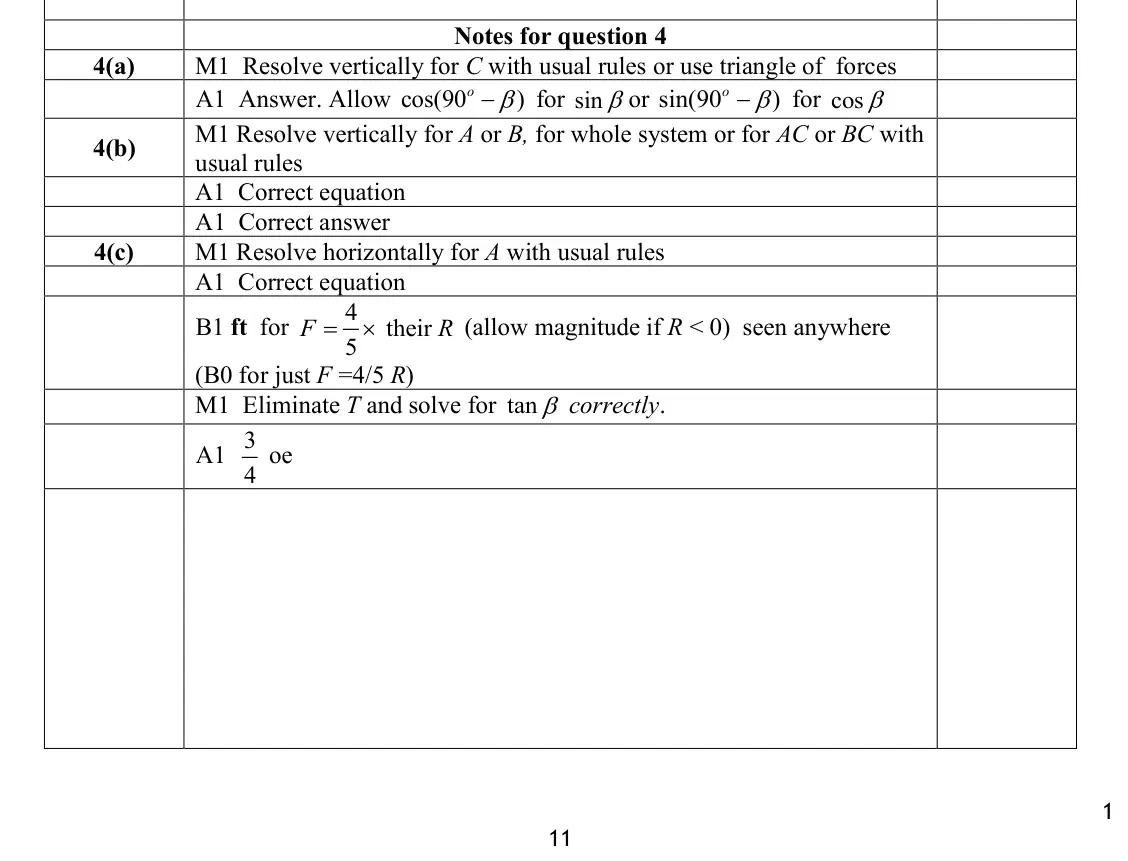 Notes for question 4
4(a) M1 Resolve vertically for C with usual rules or use triangle of forces
A1 Answer. Allow cos(90° – β) for sin β or sin(90° – β) for cos β
4(b) M1 Resolve vertically for A or B, for whole system or for AC or BC with
usual rules
A1 Correct equation
A1 Correct answer
4(c) M1 Resolve horizontally for A with usual rules
A1 Correct equation
B1 ft for F = 4/5 × their R (allow magnitude if R < 0) seen anywhere
(B0 for just F =4/5 R)
M1 Eliminate T and solve for tan β correctly.
A1 3/4 oe
1
11